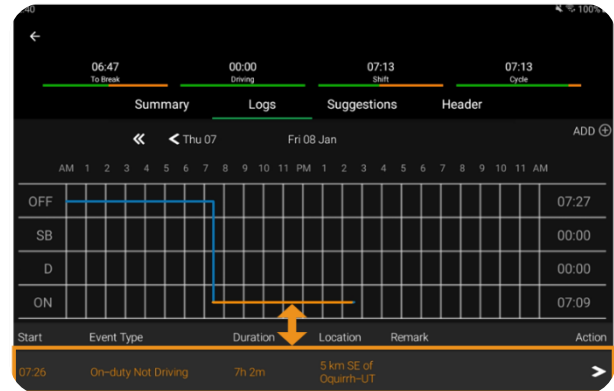 :40 100%
06:47 00:00 07:13 07:13
To Break Driving Shift Cycle
Summary Logs Suggestions Header
Thu 07 Fri 08 Jan ADD
AM 1 2 3 4 5 6 7 8 9 10 11 PM 1 2 3 4 5 6 7 8 9 10 11 AM
OFF 07:27
SB 00:00
D 00:00
ON 07:09
Start Event Type Duration Location Remark Action
07:26 On-duty Not Driving 7h 2m 5 km SE of
Oquirrh-UT